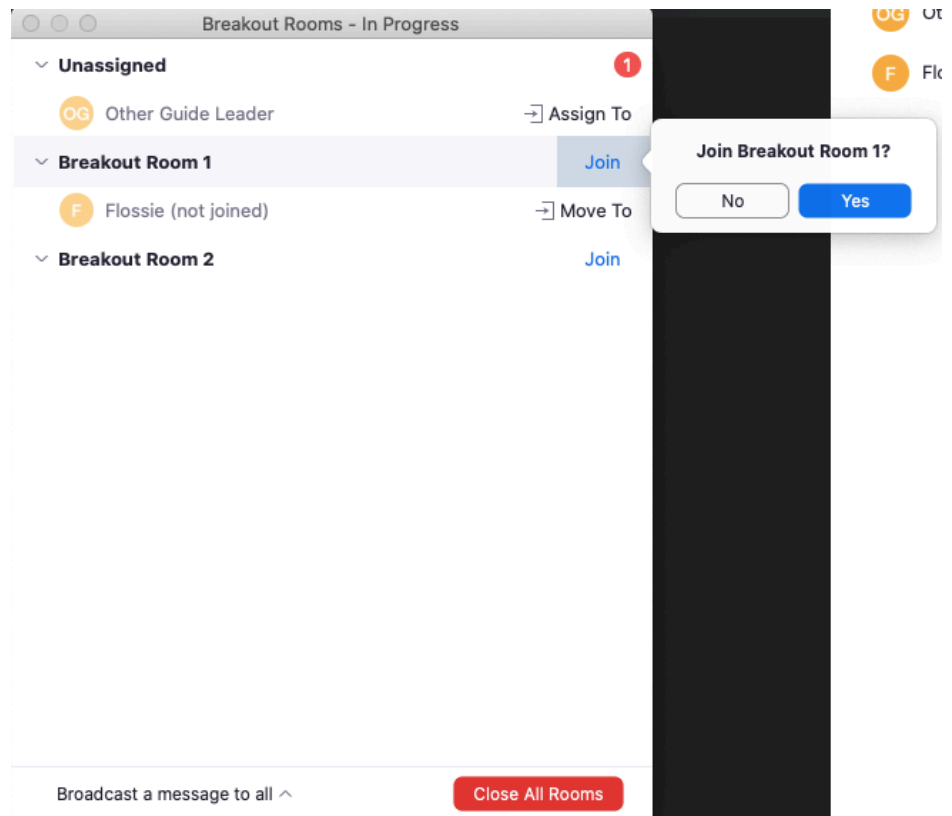 Breakout Rooms - In Progress
Unassigned
1
OG Other Guide Leader
Assign To
Breakout Room 1
Join
F Flossie (not joined)
Move To
Breakout Room 2
Join
Broadcast a message to all
Close All Rooms
OG
F
Join Breakout Room 1?
No
Yes